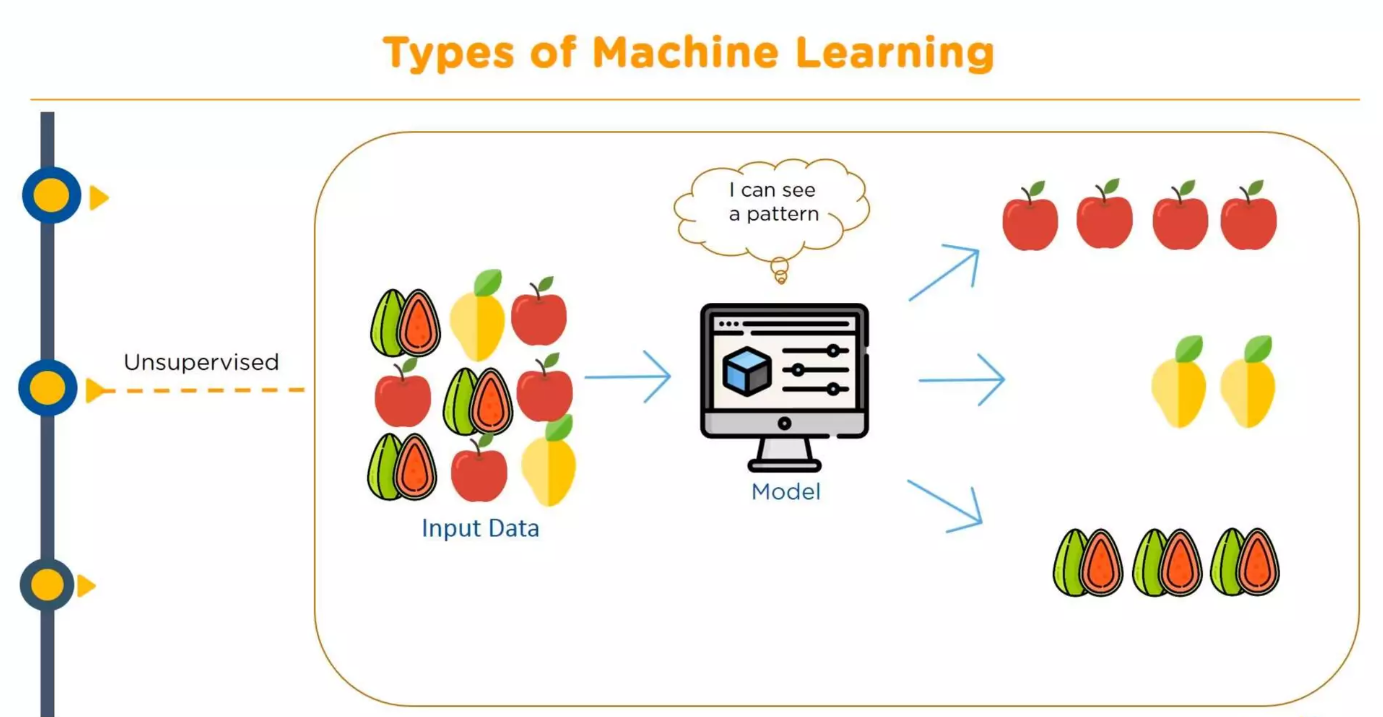 Types of Machine Learning
I can see
a pattern
Unsupervised
Model
Input Data